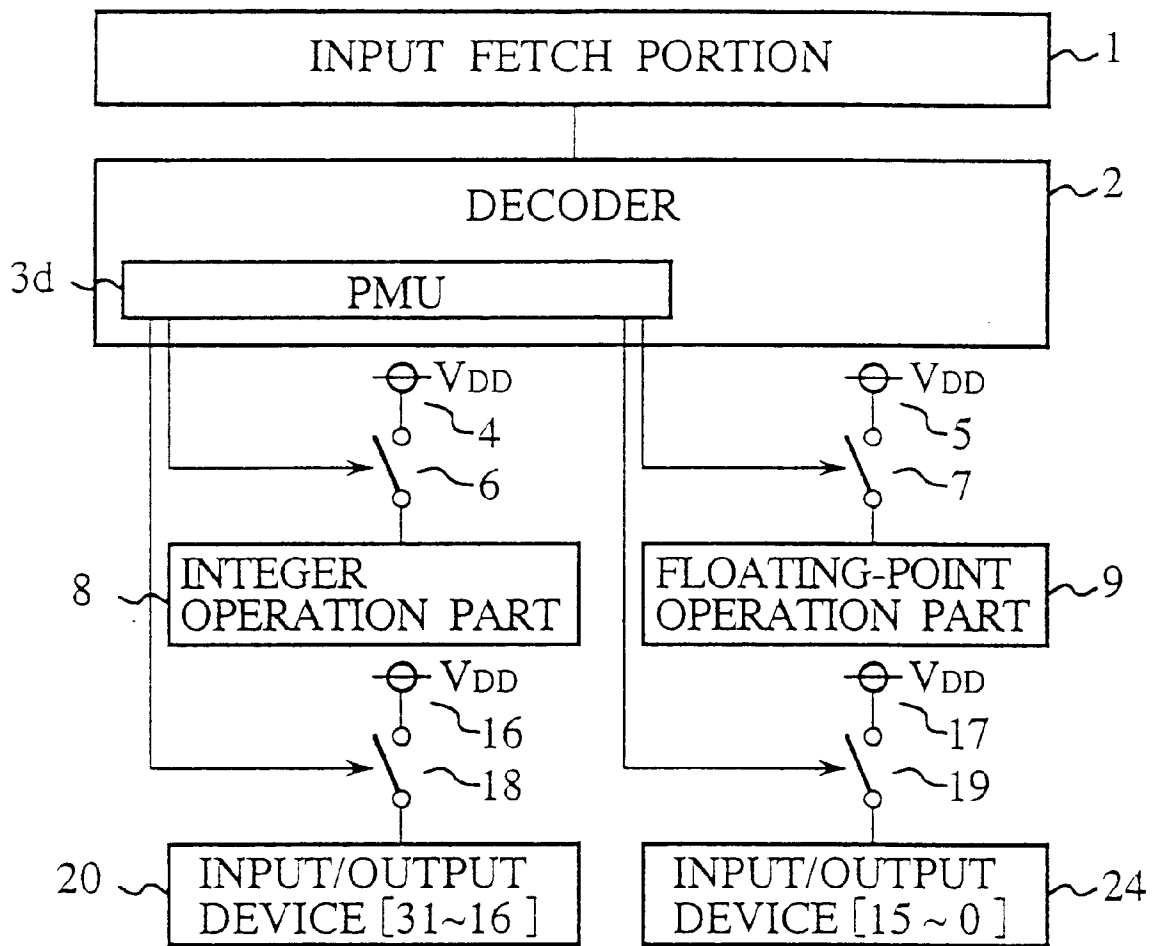 INPUT FETCH PORTION
1
DECODER
2
3d
PMU
VDD
4
6
VDD
5
7
8
INTEGER
OPERATION PART
FLOATING-POINT
OPERATION PART
9
VDD
16
18
VDD
17
19
20
INPUT/OUTPUT
DEVICE [31~16]
INPUT/OUTPUT
DEVICE [15~0]
24